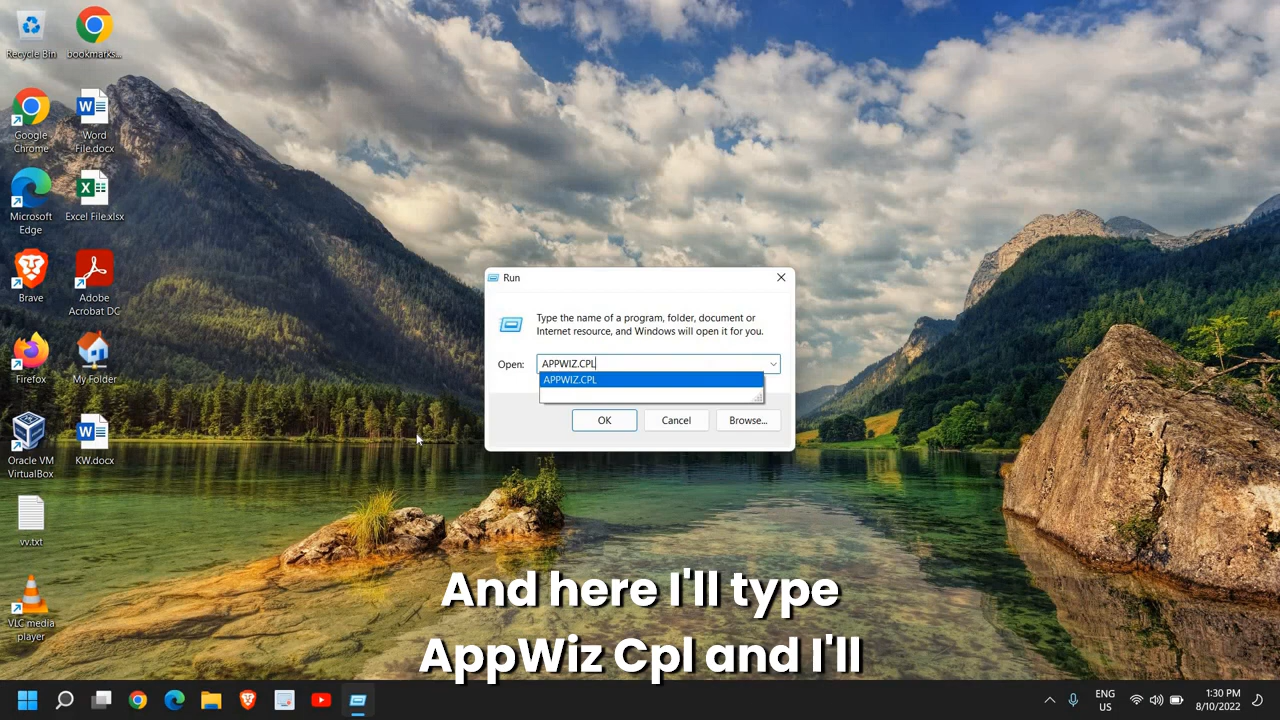 Recycle Bin
bookmarks...
Google
Chrome
Word
File.docx
Microsoft
Edge
Excel File.xlsx
Brave
Adobe
Acrobat DC
Firefox
My Folder
Oracle VM
VirtualBox
KW.docx
vv.txt
VLC media
player
Run
Type the name of a program, folder, document or
Internet resource, and Windows will open it for you.
Open:
APPWIZ.CPL
APPWIZ.CPL
OK
Cancel
Browse...
And here I'll type
AppWiz Cpl and I'll
ENG
US
1:30 PM
8/10/2022